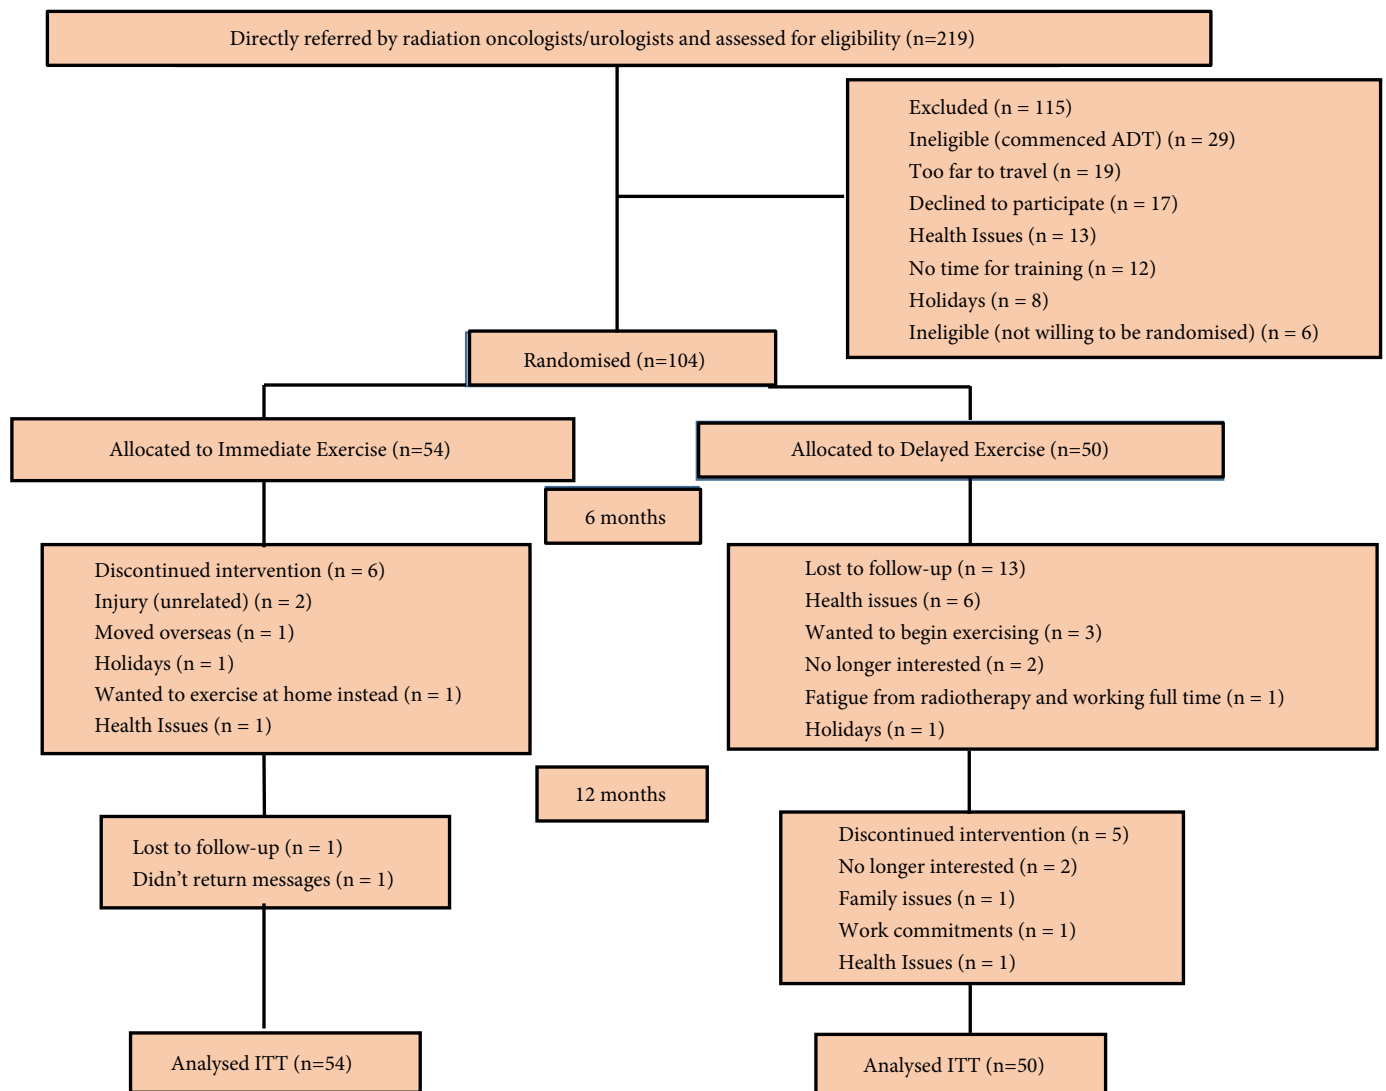 Directly referred by radiation oncologists/urologists and assessed for eligibility (n=219)
Excluded (n = 115)
Ineligible (commenced ADT) (n = 29)
Too far to travel (n = 19)
Declined to participate (n = 17)
Health Issues (n = 13)
No time for training (n = 12)
Holidays (n = 8)
Ineligible (not willing to be randomised) (n = 6)
Randomised (n=104)
Allocated to Immediate Exercise (n=54)
Allocated to Delayed Exercise (n=50)
6 months
Discontinued intervention (n = 6)
Injury (unrelated) (n = 2)
Moved overseas (n = 1)
Holidays (n = 1)
Wanted to exercise at home instead (n = 1)
Health Issues (n = 1)
Lost to follow-up (n = 13)
Health issues (n = 6)
Wanted to begin exercising (n = 3)
No longer interested (n = 2)
Fatigue from radiotherapy and working full time (n = 1)
Holidays (n = 1)
12 months
Lost to follow-up (n = 1)
Didn't return messages (n = 1)
Discontinued intervention (n = 5)
No longer interested (n = 2)
Family issues (n = 1)
Work commitments (n = 1)
Health Issues (n = 1)
Analysed ITT (n=54)
Analysed ITT (n=50)